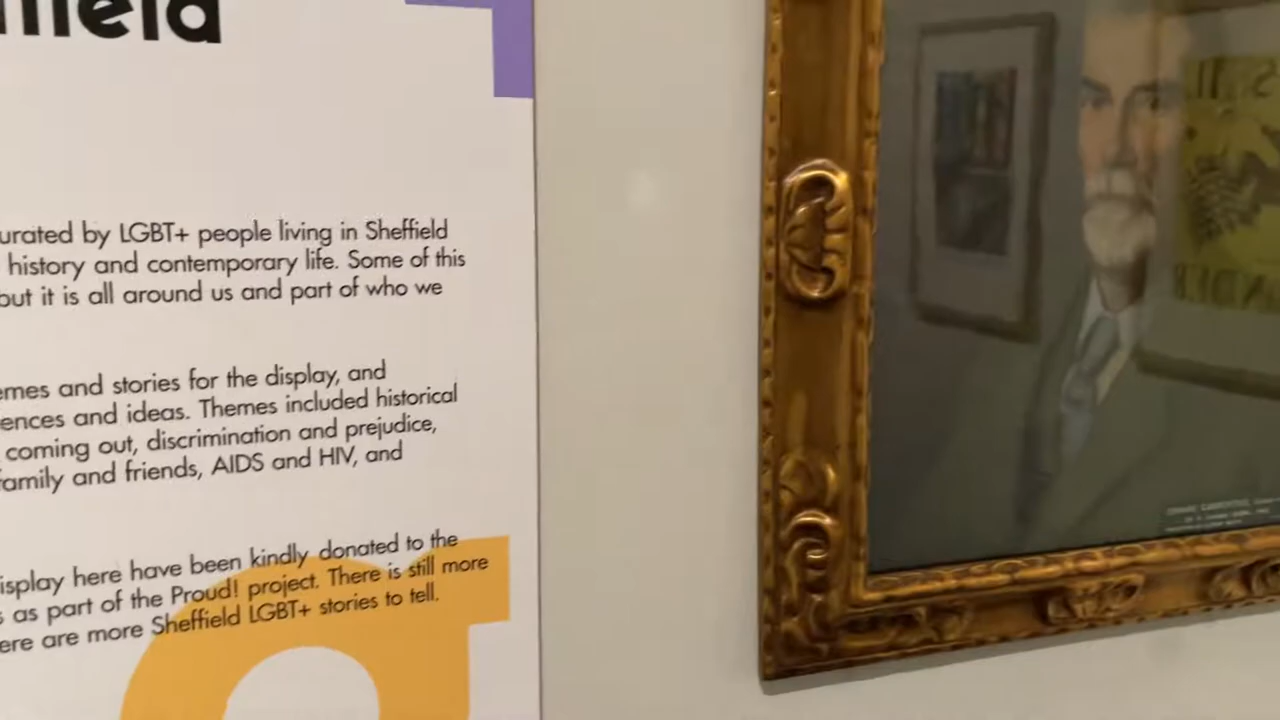 ffield
urated by LGBT+ people living in Sheffield
history and contemporary life. Some of this
but it is all around us and part of who we
emes and stories for the display, and
ences and ideas. Themes included historical
coming out, discrimination and prejudice,
family and friends, AIDS and HIV, and
isplay here have been kindly donated to the
s as part of the Proud! project. There is still more
ere are more Sheffield LGBT+ stories to tell.